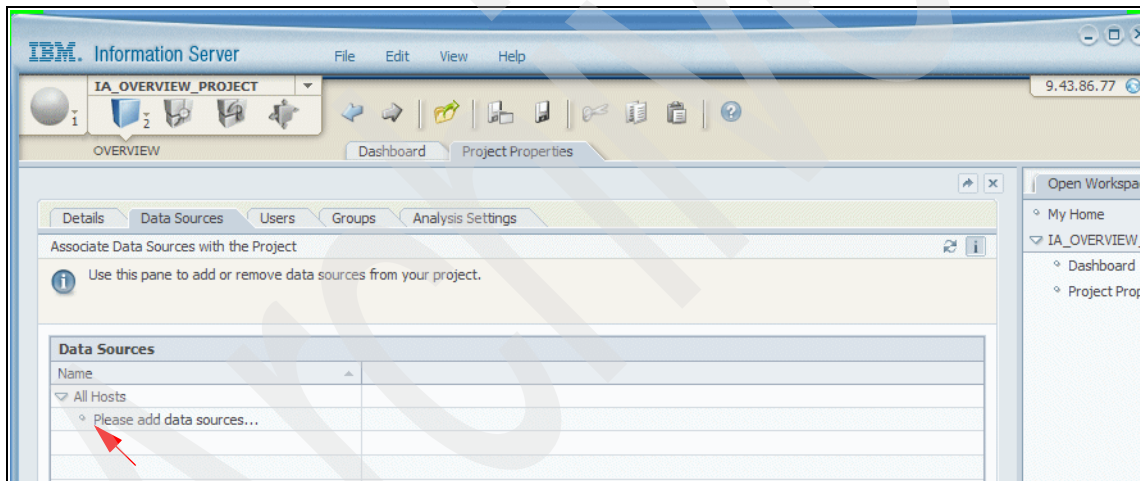 IBM. Information Server File Edit View Help
IA_OVERVIEW_PROJECT 9.43.86.77
1 2
OVERVIEW Dashboard Project Properties
Open Workspa
Details Data Sources Users Groups Analysis Settings
My Home
Associate Data Sources with the Project
IA_OVERVIEW_
Use this pane to add or remove data sources from your project.
Dashboard
Project Prop
Data Sources
Name
All Hosts
Please add data sources...